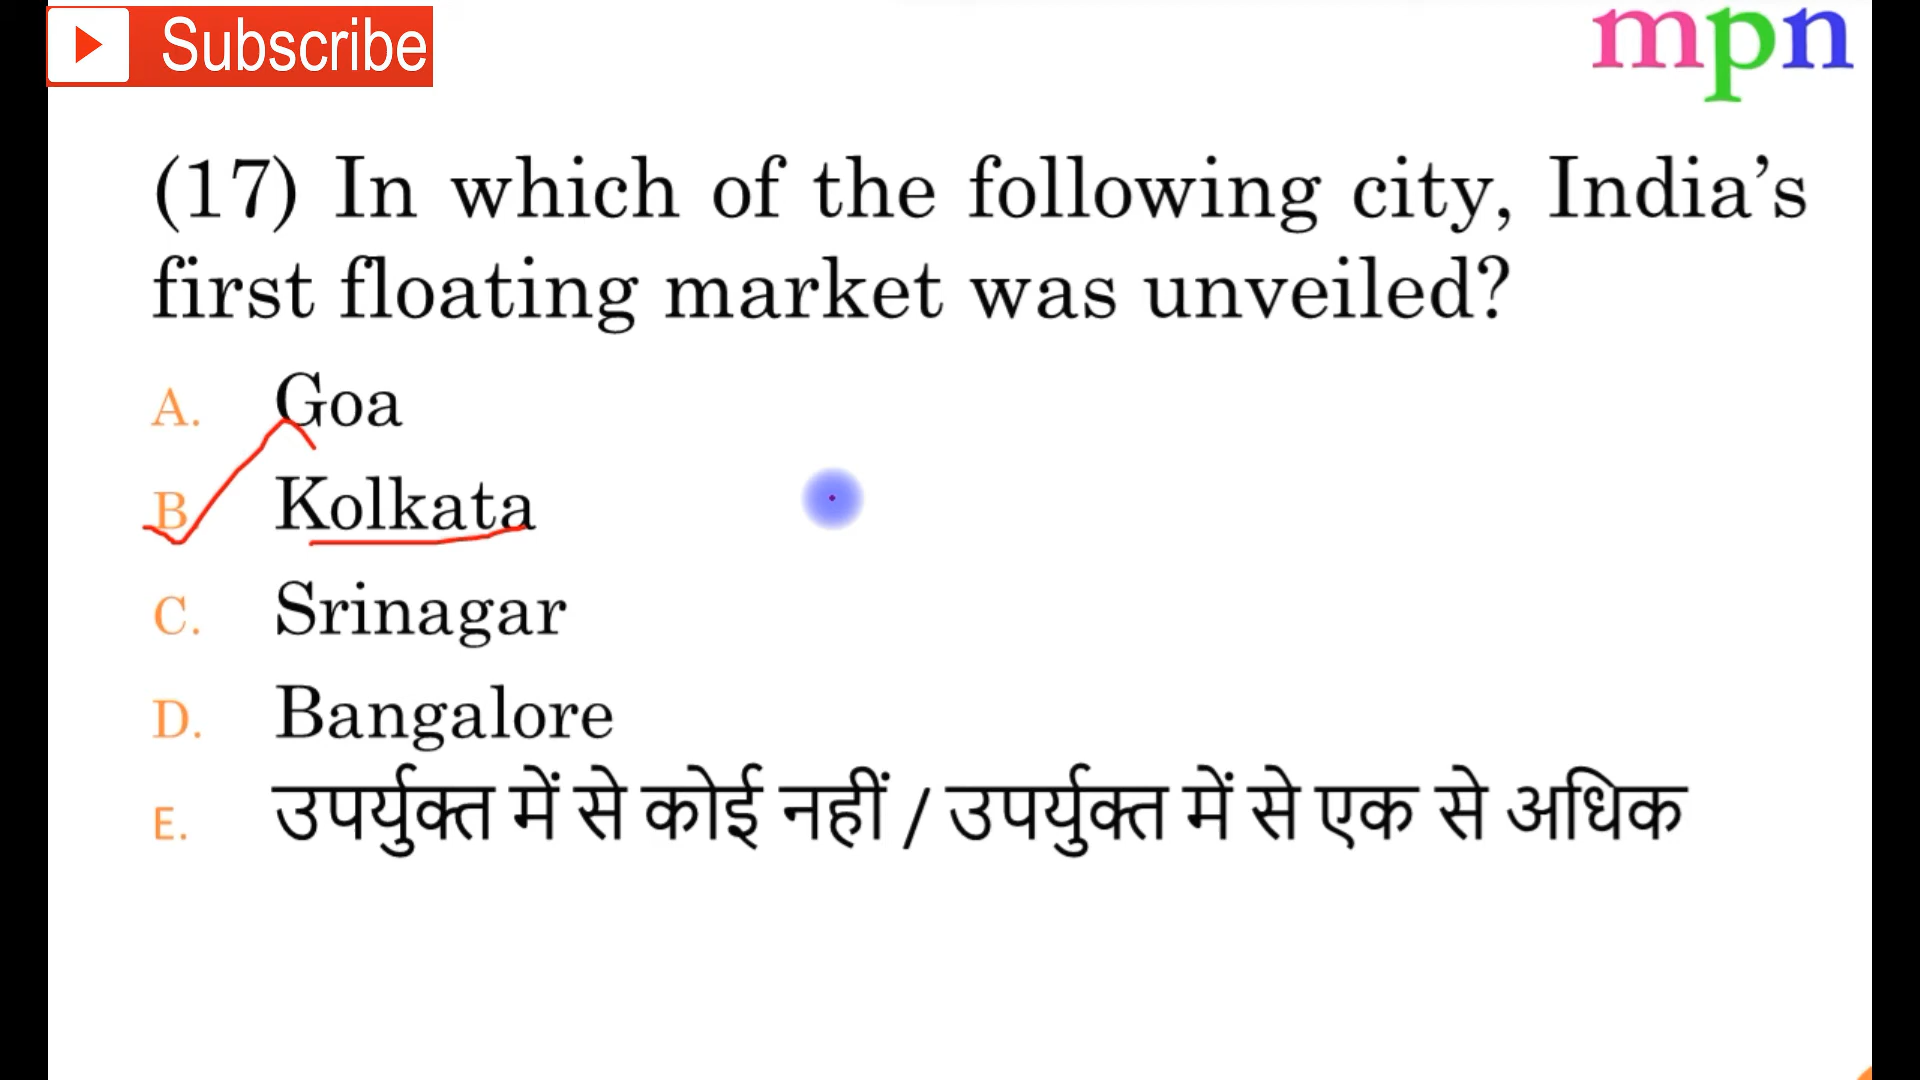 Subscribe
mpn
(17) In which of the following city, India’s
first floating market was unveiled?
A. Goa
B Kolkata
C. Srinagar
D. Bangalore
E. उपर्युक्त में से कोई नहीं / उपर्युक्त में से एक से अधिक